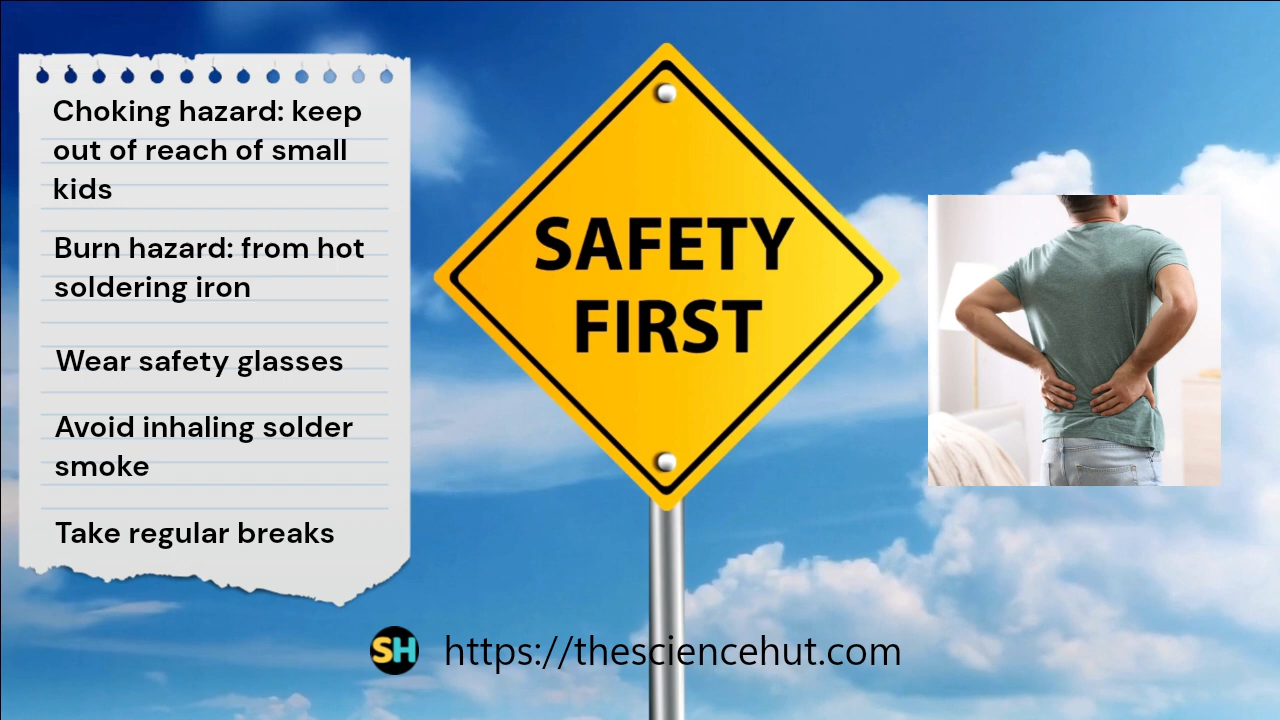 Choking hazard: keep
out of reach of small
kids
Burn hazard: from hot
soldering iron
Wear safety glasses
Avoid inhaling solder
smoke
Take regular breaks
SAFETY
FIRST
SH https://thesciencehut.com